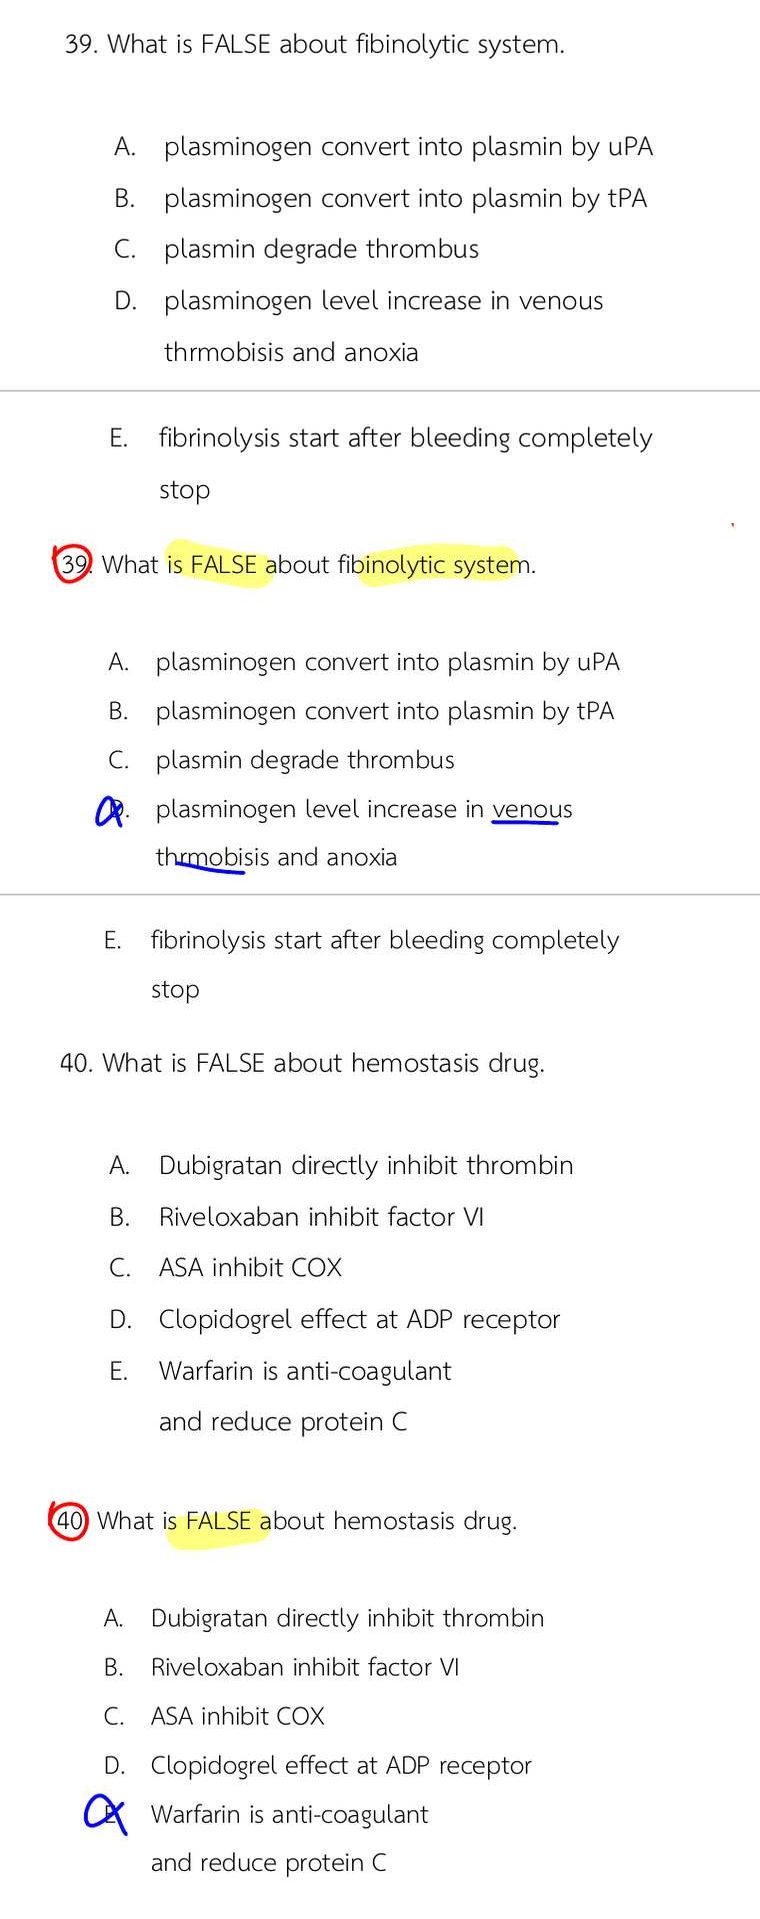 39. What is FALSE about fibinolytic system.
A. plasminogen convert into plasmin by uPA
B. plasminogen convert into plasmin by tPA
C. plasmin degrade thrombus
D. plasminogen level increase in venous
thrmobisis and anoxia
E. fibrinolysis start after bleeding completely
stop
39. What is FALSE about fibinolytic system.
A. plasminogen convert into plasmin by uPA
B. plasminogen convert into plasmin by tPA
C. plasmin degrade thrombus
D. plasminogen level increase in venous
thrmobisis and anoxia
E. fibrinolysis start after bleeding completely
stop
40. What is FALSE about hemostasis drug.
A. Dubigratan directly inhibit thrombin
B. Riveloxaban inhibit factor VI
C. ASA inhibit COX
D. Clopidogrel effect at ADP receptor
E. Warfarin is anti-coagulant
and reduce protein C
40 What is FALSE about hemostasis drug.
A. Dubigratan directly inhibit thrombin
B. Riveloxaban inhibit factor VI
C. ASA inhibit COX
D. Clopidogrel effect at ADP receptor
E Warfarin is anti-coagulant
and reduce protein C